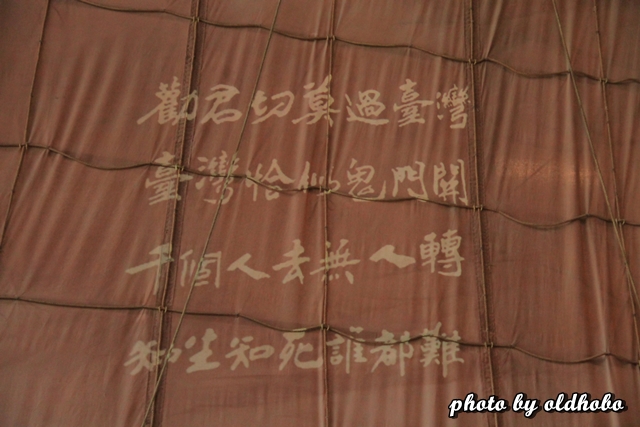 勸君切莫過臺灣
臺灣恰似鬼門關
千個人去無人轉
知生知死誰都難
photo by oldhobo